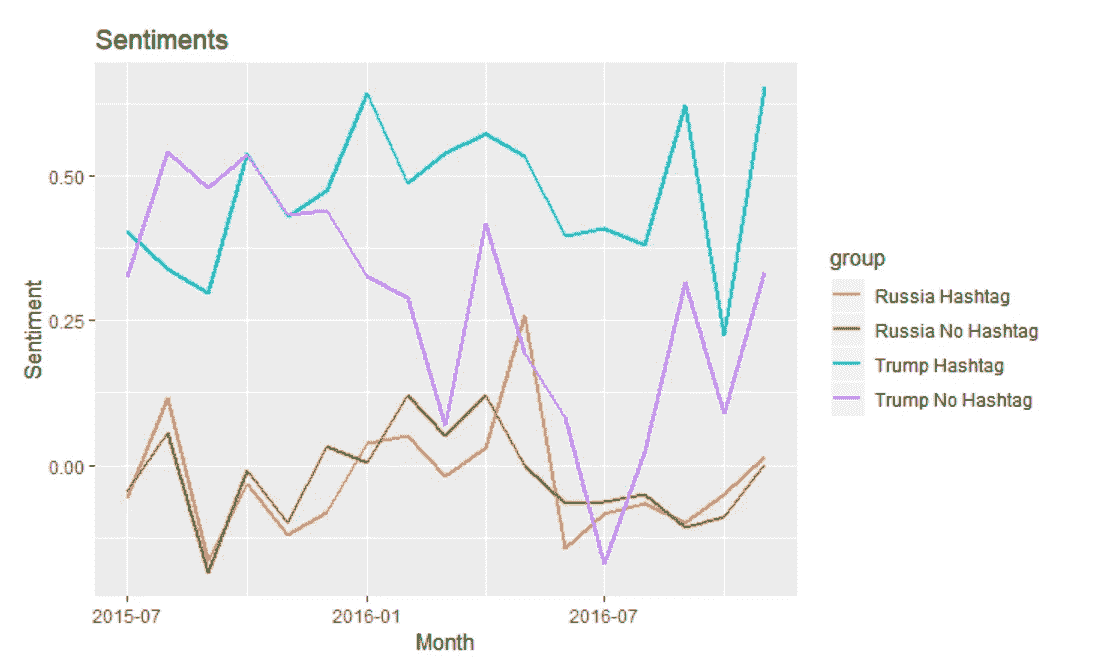 Sentiments
0.50
0.25
0.00
Sentiment
2015-07 2016-01 2016-07
Month
group
Russia Hashtag
Russia No Hashtag
Trump Hashtag
Trump No Hashtag